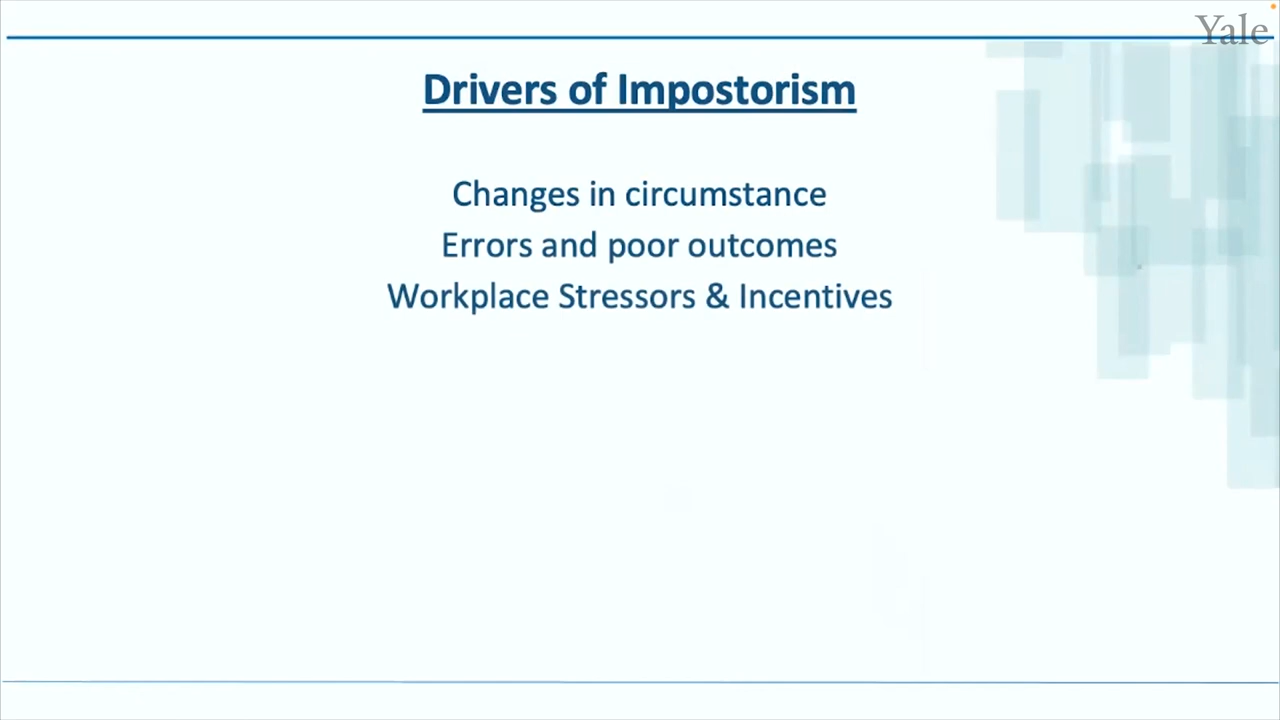 Yale
Drivers of Impostorism
Changes in circumstance
Errors and poor outcomes
Workplace Stressors & Incentives